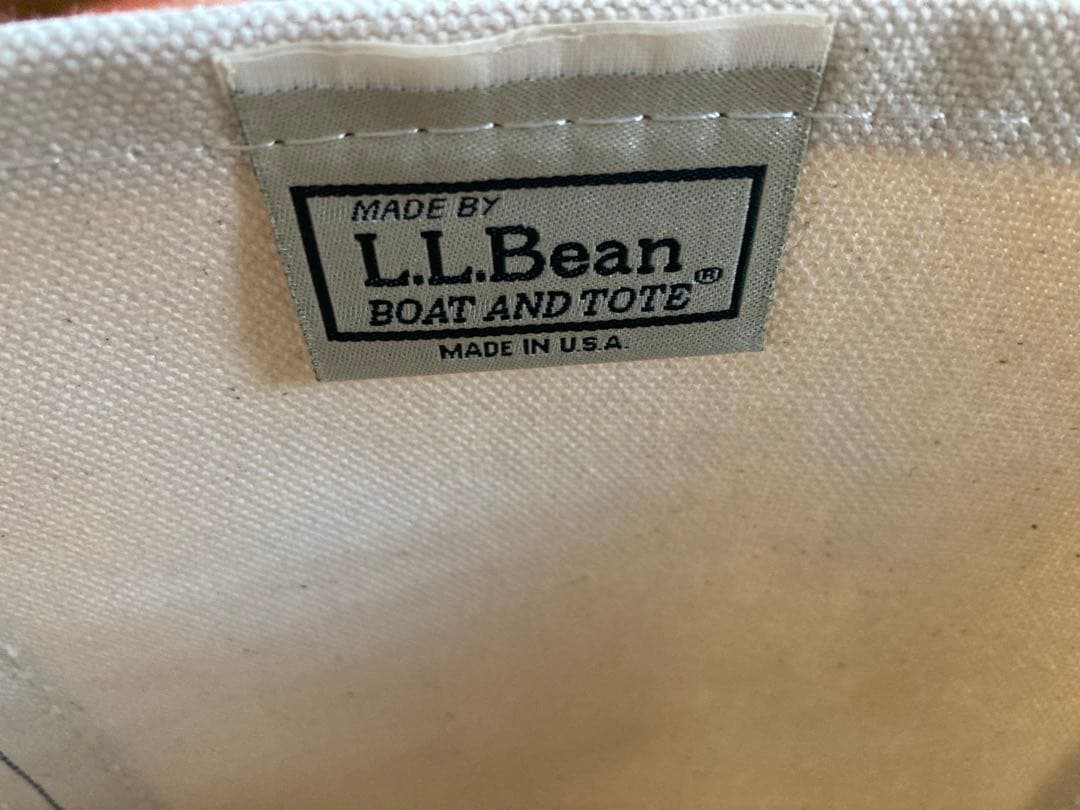 MADE BY
L.L.Bean®
BOAT AND TOTE
MADE IN U.S.A.